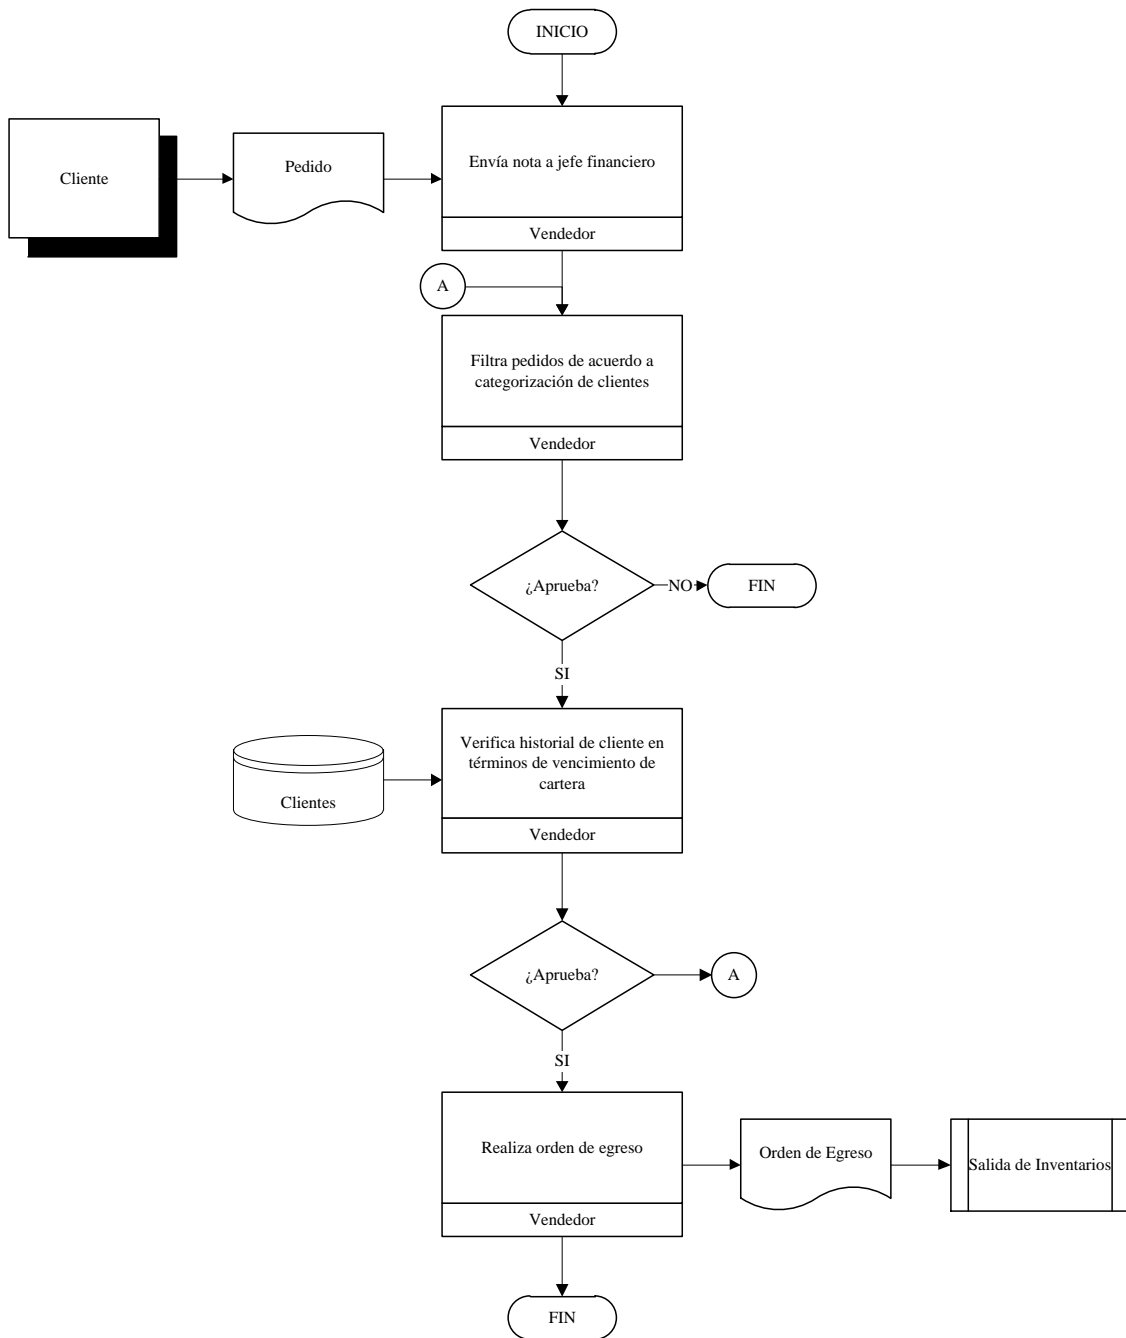 INICIO
Cliente
Pedido
Envía nota a jefe financiero
Vendedor
A
Filtra pedidos de acuerdo a
categorización de clientes
Vendedor
¿Aprueba?
NO
FIN
SI
Verifica historial de cliente en
términos de vencimiento de
cartera
Clientes
Vendedor
¿Aprueba?
A
SI
Realiza orden de egreso
Orden de Egreso
Salida de Inventarios
Vendedor
FIN